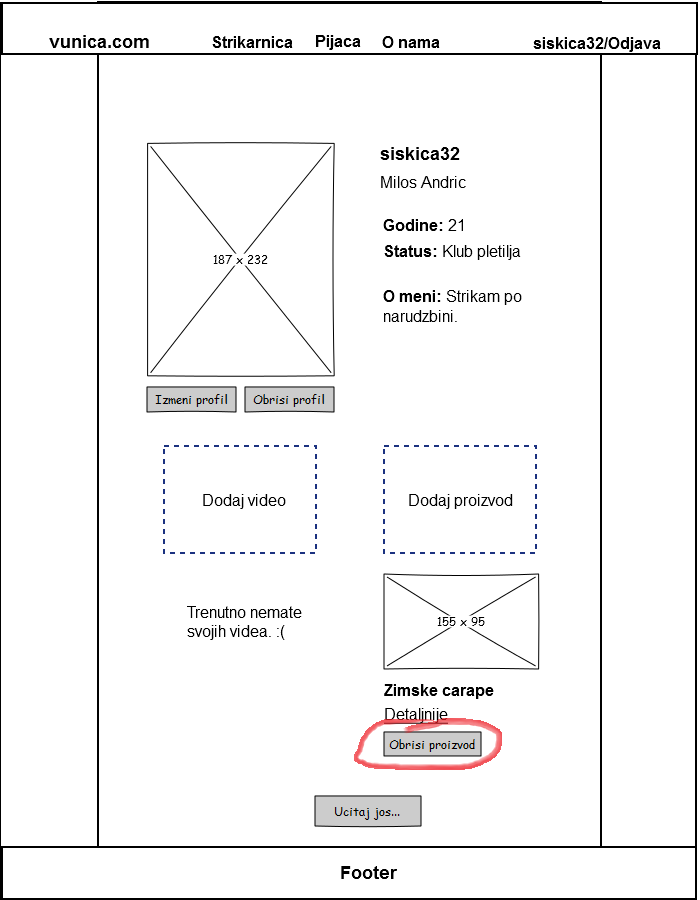 vunica.com Strikarnica Pijaca O nama siskica32/Odjava
187 x 232
siskica32
Milos Andric
Godine: 21
Status: Klub pletilja
O meni: Strikam po
narudzbini.
Izmeni profil Obrisi profil
Dodaj video Dodaj proizvod
Trenutno nemate
svojih videa. :(
155 x 95
Zimske carape
Detaljnije
Obrisi proizvod
Ucitaj jos...
Footer